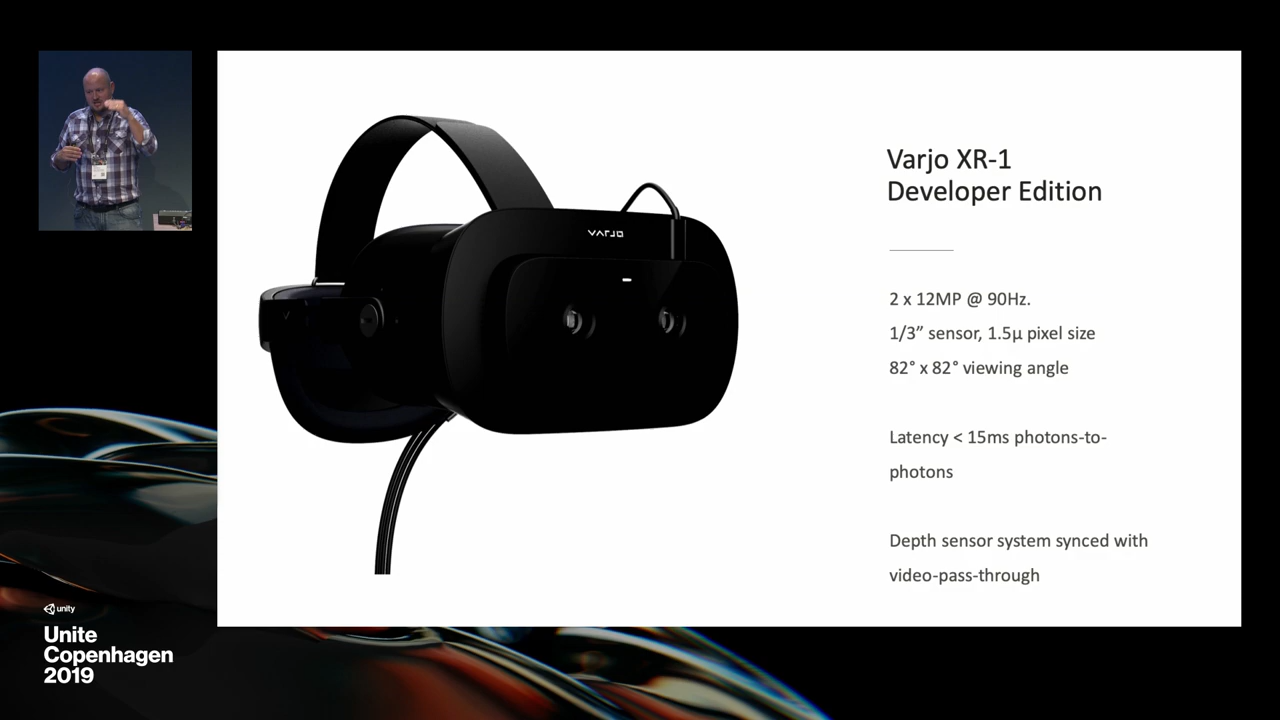 VARJO
Varjo XR-1
Developer Edition
2 x 12MP @ 90Hz.
1/3” sensor, 1.5µ pixel size
82° x 82° viewing angle
Latency < 15ms photons-to-
photons
Depth sensor system synced with
video-pass-through
unity
Unite
Copenhagen
2019